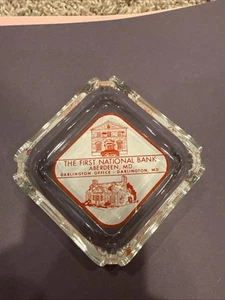 THE FIRST NATIONAL BANK
ABERDEEN, MD.
DARLINGTON OFFICE - DARLINGTON, MD.